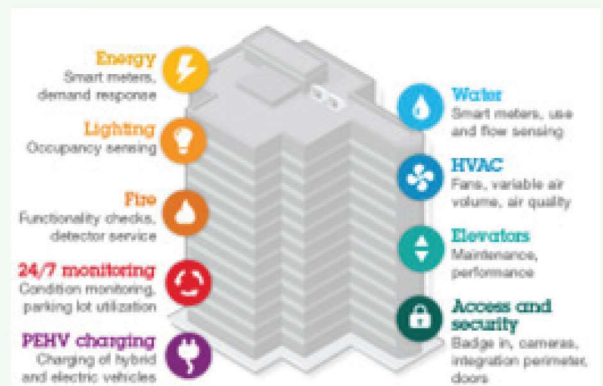 Energy
Smart meters,
demand response
Lighting
Occupancy sensing
Fire
Functionality checks,
detector service
24/7 monitoring
Condition monitoring,
parking lot utilization
PEHV charging
Charging of hybrid
and electric vehicles
Water
Smart meters, use
and flow sensing
HVAC
Fans, variable air
volume, air quality
Elevators
Maintenance,
performance
Access and
security
Badge in, cameras,
integration perimeter,
doors